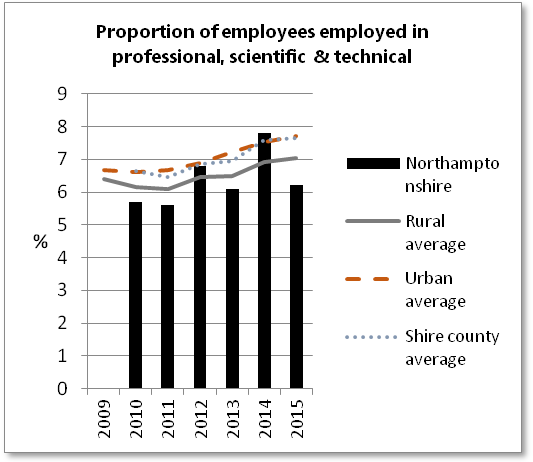 Proportion of employees employed in
professional, scientific & technical
9
8
7
6
5
4
3
2
1
0
%
2009 2010 2011 2012 2013 2014 2015
Northampto
nshire
Rural
average
Urban
average
Shire county
average